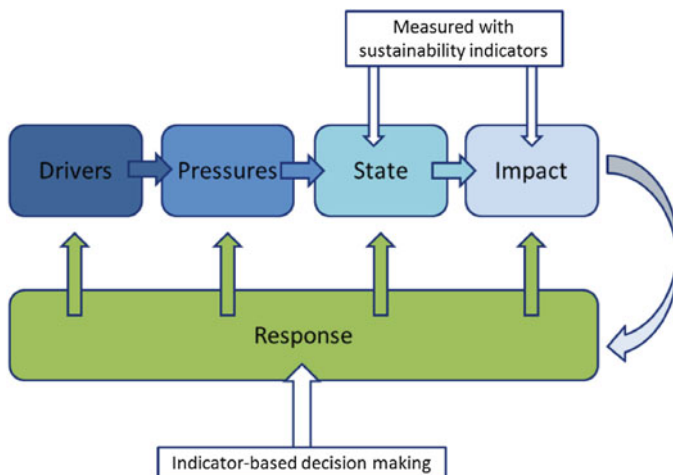 Measured with
sustainability indicators
Drivers
Pressures
State
Impact
Response
Indicator-based decision making